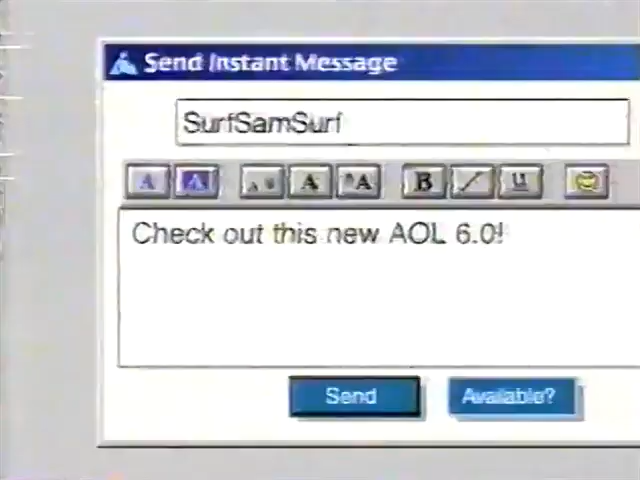 Send Instant Message
SurfSamSurf
A A A A A B / U
Check out this new AOL 6.0!
Send Available?